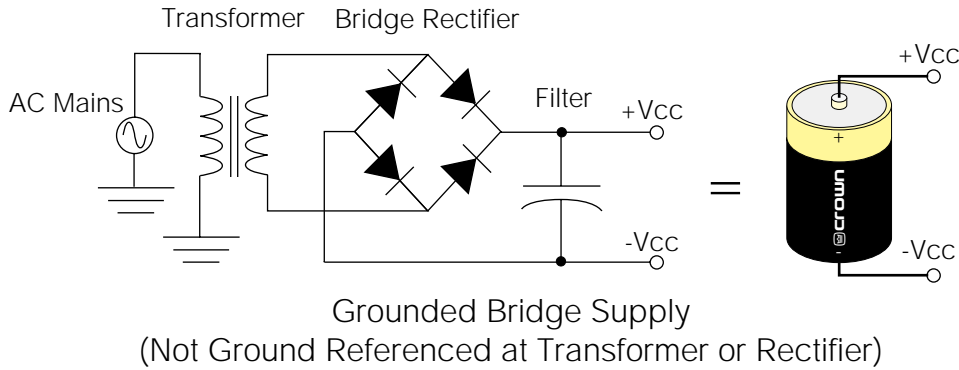 Transformer
Bridge Rectifier
AC Mains
Filter
+VCC
-VCC
=
+VCC
+
crown
-
-VCC
Grounded Bridge Supply
(Not Ground Referenced at Transformer or Rectifier)